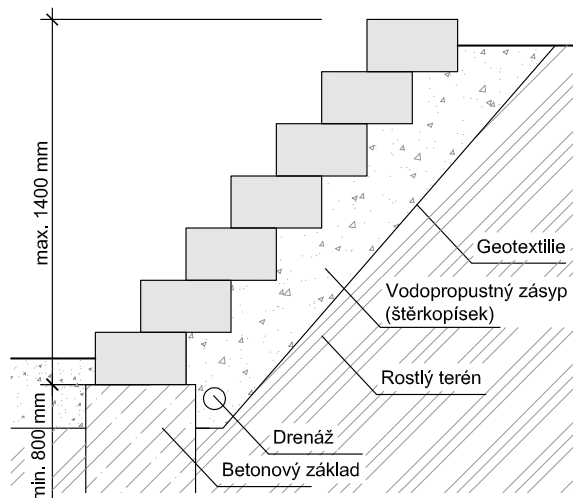 max. 1400 mm
Geotextilie
Vodopropustný zásyp
(štěrkopísek)
Rostlý terén
Drenáž
Betonový základ
min. 800 mm